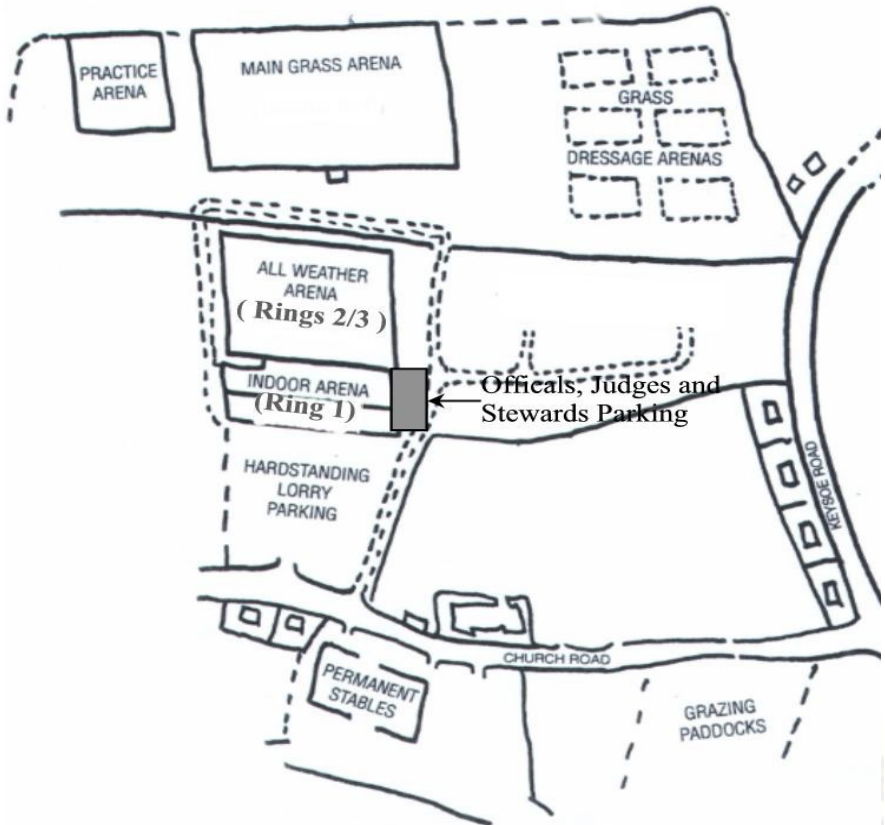 PRACTICE
ARENA
MAIN GRASS ARENA
GRASS
DRESSAGE ARENAS
ALL WEATHER
ARENA
( Rings 2/3 )
INDOOR ARENA
(Ring 1)
Officals, Judges and
Stewards Parking
HARDSTANDING
LORRY
PARKING
KEYSOE ROAD
CHURCH ROAD
PERMANENT
STABLES
GRAZING
PADDOCKS